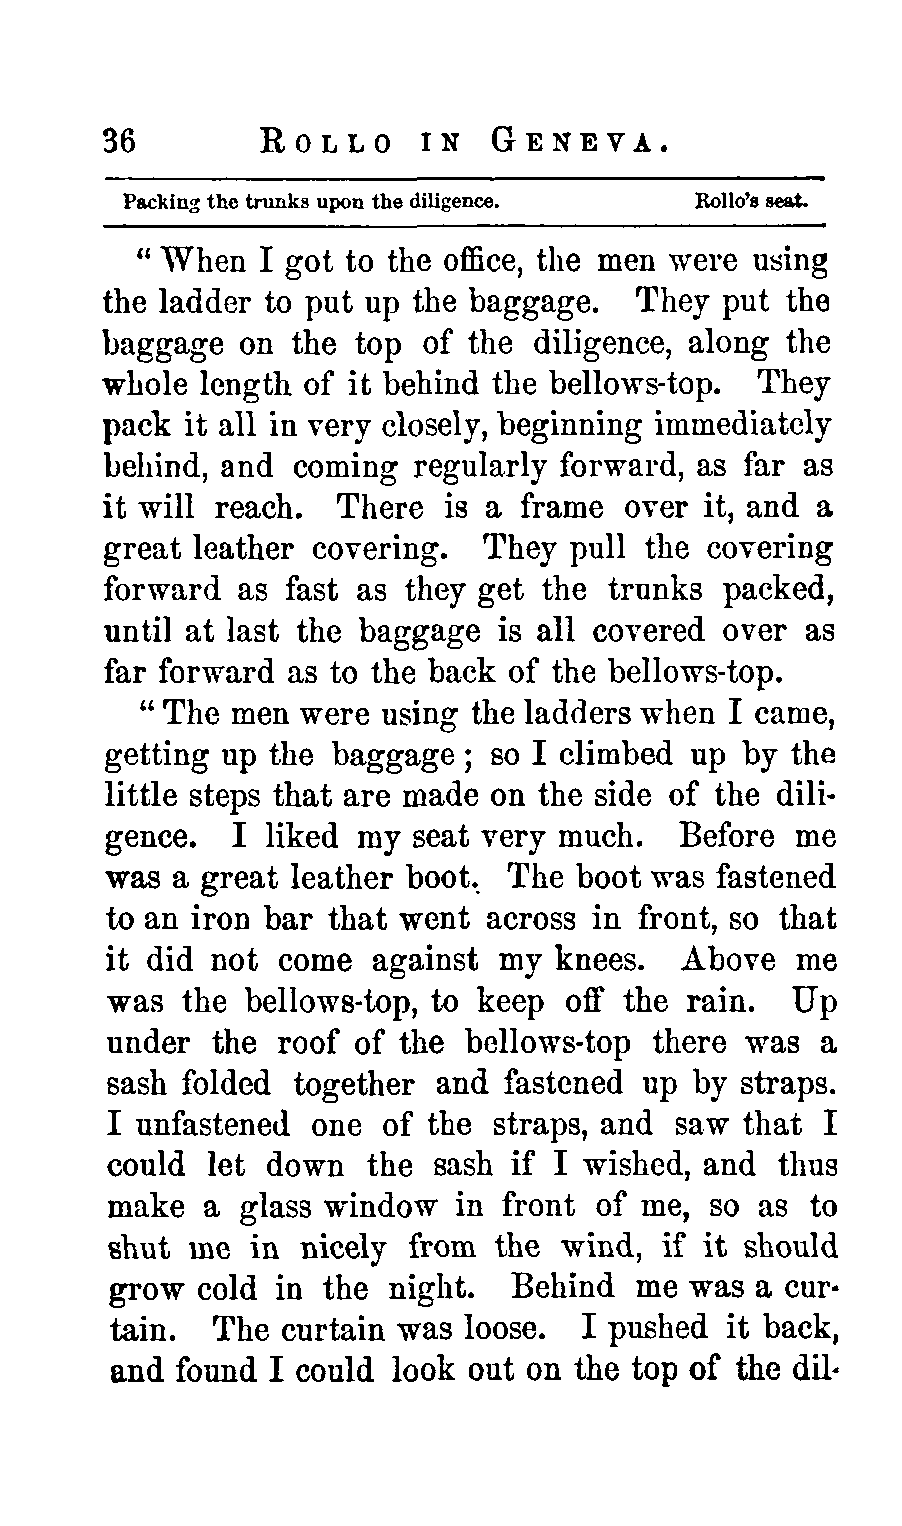 36 ROLLO IN GENEVA.
Packing the trunks upon the diligence. Rollo's seat.
“ When I got to the office, the men were using
the ladder to put up the baggage. They put the
baggage on the top of the diligence, along the
whole length of it behind the bellows-top. They
pack it all in very closely, beginning immediately
behind, and coming regularly forward, as far as
it will reach. There is a frame over it, and a
great leather covering. They pull the covering
forward as fast as they get the trunks packed,
until at last the baggage is all covered over as
far forward as to the back of the bellows-top.
“ The men were using the ladders when I came,
getting up the baggage ; so I climbed up by the
little steps that are made on the side of the dili-
gence. I liked my seat very much. Before me
was a great leather boot. The boot was fastened
to an iron bar that went across in front, so that
it did not come against my knees. Above me
was the bellows-top, to keep off the rain. Up
under the roof of the bellows-top there was a
sash folded together and fastened up by straps.
I unfastened one of the straps, and saw that I
could let down the sash if I wished, and thus
make a glass window in front of me, so as to
shut me in nicely from the wind, if it should
grow cold in the night. Behind me was a cur-
tain. The curtain was loose. I pushed it back,
and found I could look out on the top of the dil-